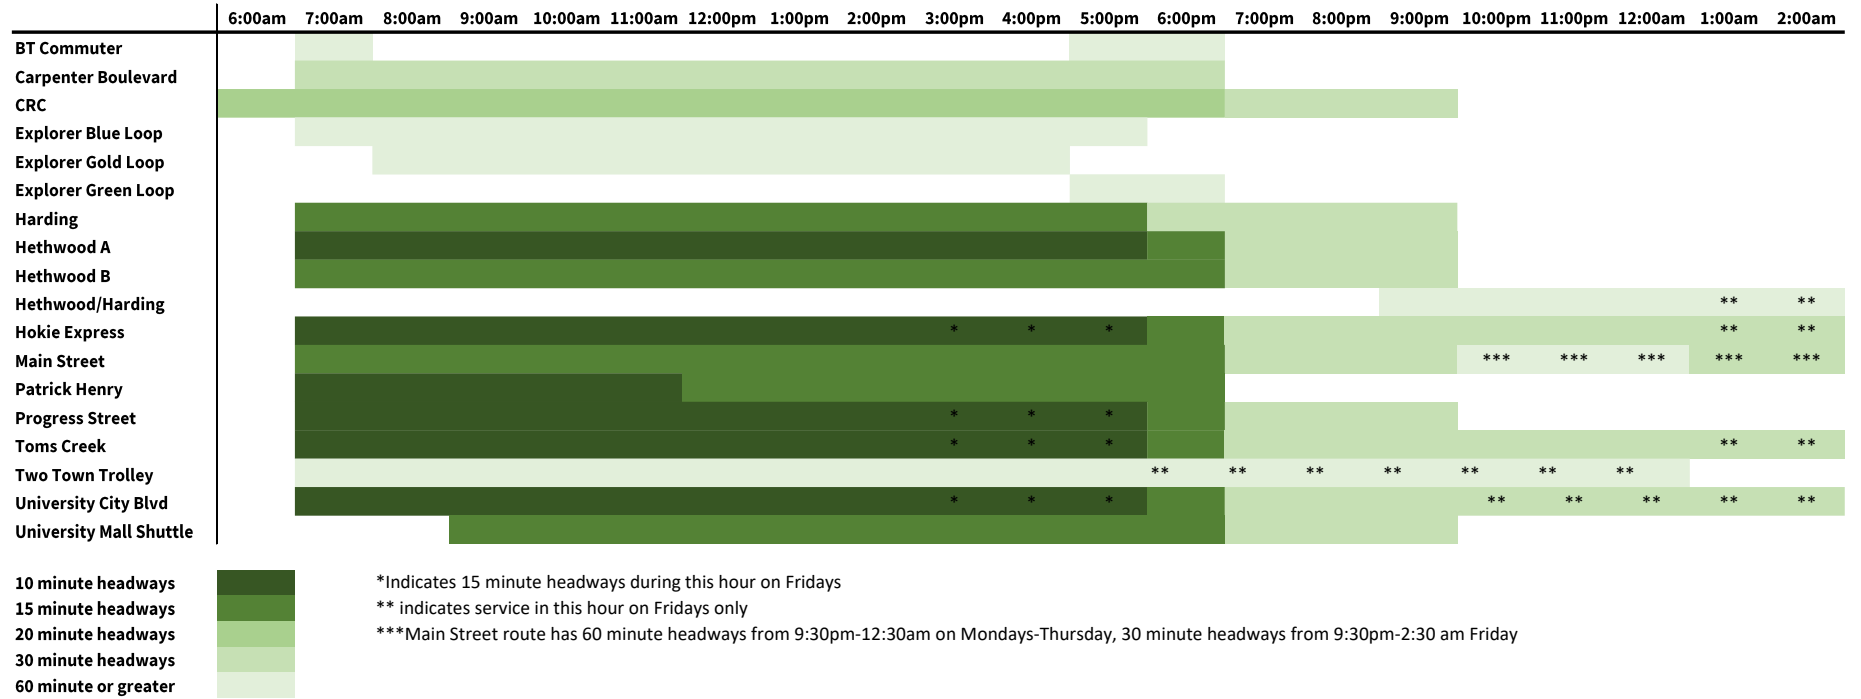 6:00am 7:00am 8:00am 9:00am 10:00am 11:00am 12:00pm 1:00pm 2:00pm 3:00pm 4:00pm 5:00pm 6:00pm 7:00pm 8:00pm 9:00pm 10:00pm 11:00pm 12:00am 1:00am 2:00am
BT Commuter
Carpenter Boulevard
CRC
Explorer Blue Loop
Explorer Gold Loop
Explorer Green Loop
Harding
Hethwood A
Hethwood B
Hethwood/Harding ** **
Hokie Express * * * ** **
Main Street *** *** *** *** ***
Patrick Henry
Progress Street * * *
Toms Creek * * * ** **
Two Town Trolley ** ** ** ** ** ** **
University City Blvd * * * ** ** ** ** **
University Mall Shuttle
10 minute headways *Indicates 15 minute headways during this hour on Fridays
15 minute headways ** indicates service in this hour on Fridays only
20 minute headways ***Main Street route has 60 minute headways from 9:30pm-12:30am on Mondays-Thursday, 30 minute headways from 9:30pm-2:30 am Friday
30 minute headways
60 minute or greater